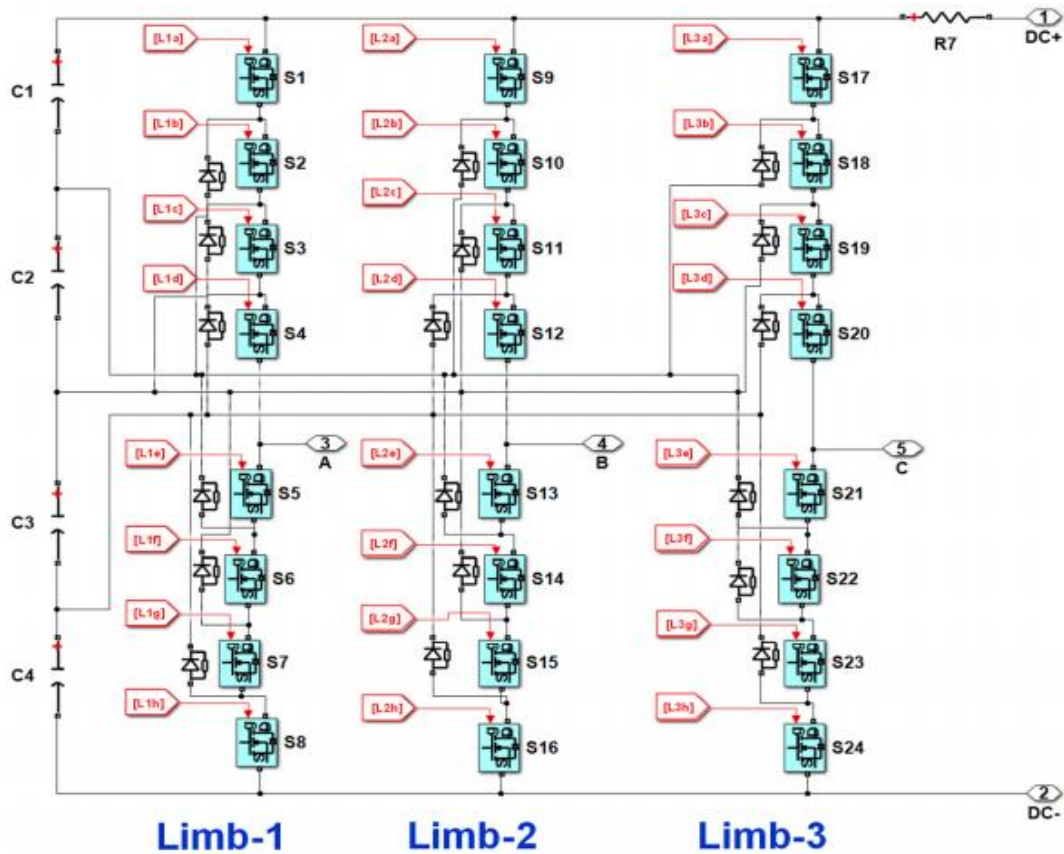 1
DC+
R7
[L1a]
S1
[L2a]
S9
[L3a]
S17
C1
[L1b]
S2
[L2b]
S10
[L3b]
S18
[L1c]
S3
[L2c]
S11
[L3c]
S19
C2
[L1d]
S4
[L2d]
S12
[L3d]
S20
3
A
4
B
5
C
[L1e]
S5
[L2e]
S13
[L3e]
S21
C3
[L1f]
S6
[L2f]
S14
[L3f]
S22
[L1g]
S7
[L2g]
S15
[L3g]
S23
C4
[L1h]
S8
[L2h]
S16
[L3h]
S24
2
DC-
Limb-1
Limb-2
Limb-3